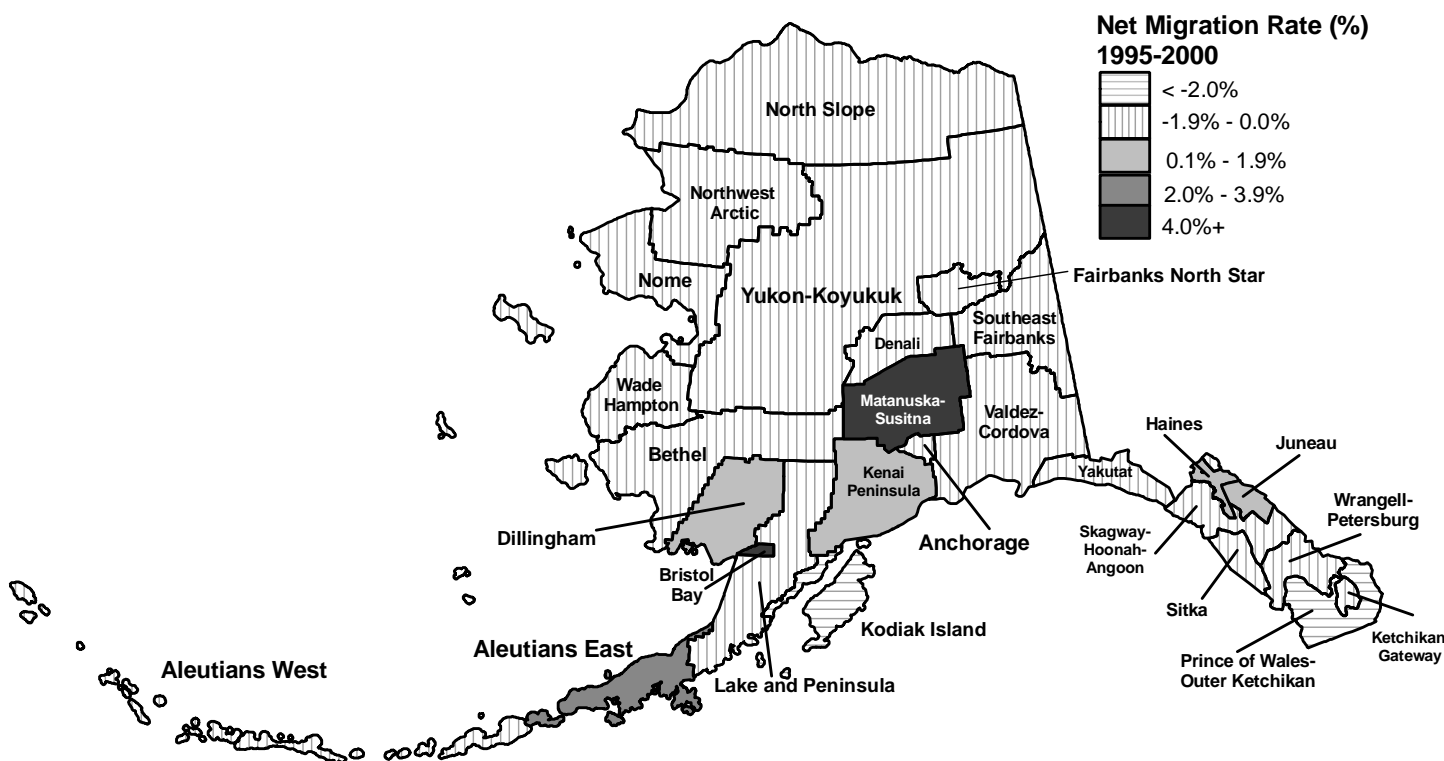 Net Migration Rate (%)
1995-2000
< -2.0%
-1.9% - 0.0%
0.1% - 1.9%
2.0% - 3.9%
4.0%+
North Slope
Northwest
Arctic
Nome
Yukon-Koyukuk
Fairbanks North Star
Southeast
Fairbanks
Denali
Wade
Hampton
Matanuska-
Susitna
Valdez-
Cordova
Bethel
Kenai
Peninsula
Yakutat
Haines
Juneau
Wrangell-
Petersburg
Dillingham
Anchorage
Skagway-
Hoonah-
Angoon
Bristol
Bay
Sitka
Kodiak Island
Ketchikan
Gateway
Aleutians East
Aleutians West
Lake and Peninsula
Prince of Wales-
Outer Ketchikan